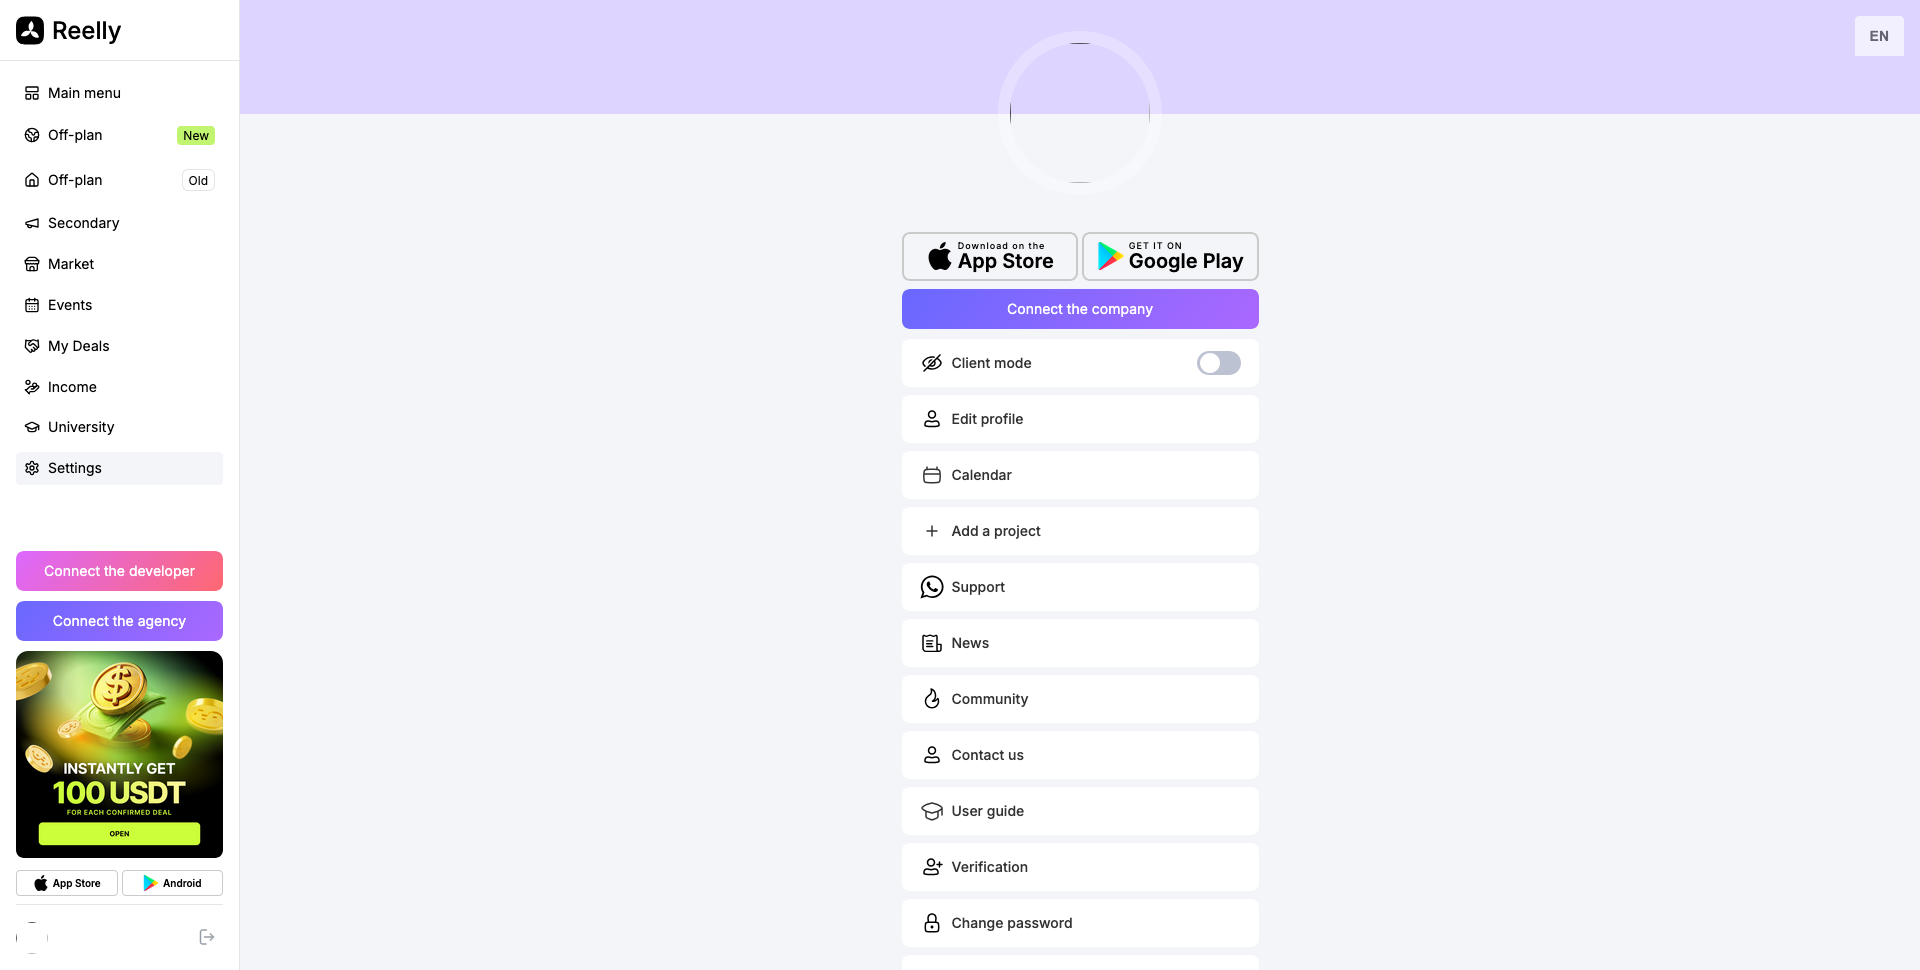 Reelly
Main menu
Off-plan New
Off-plan Old
Secondary
Market
Events
My Deals
Income
University
Settings
Connect the developer
Connect the agency
INSTANTLY GET
100 USDT
FOR EACH CONFIRMED DEAL
OPEN
App Store Android
EN
Download on the
App Store
GET IT ON
Google Play
Connect the company
Client mode
Edit profile
Calendar
Add a project
Support
News
Community
Contact us
User guide
Verification
Change password